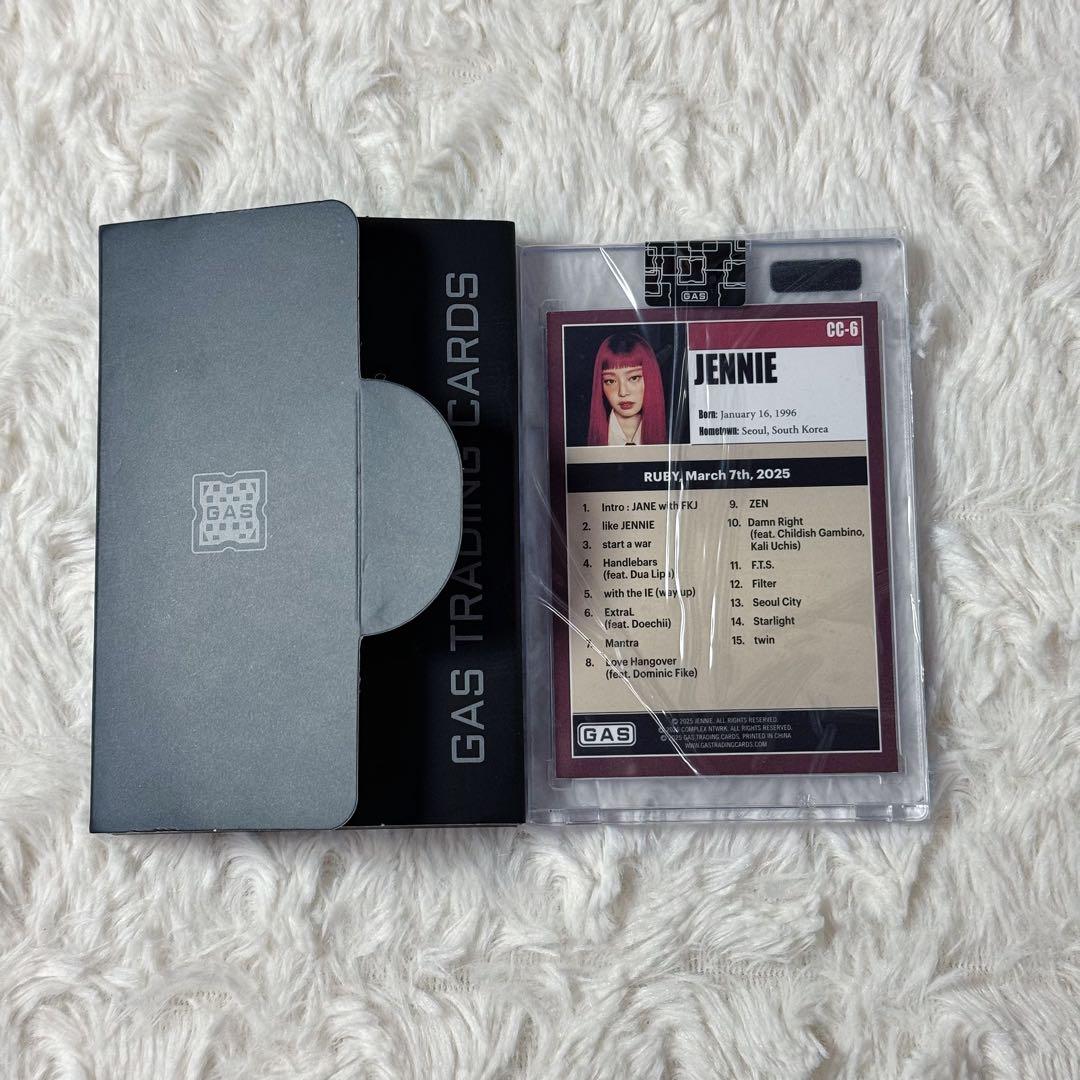 GAS
GAS TRADING CARDS
GAS
CC-6
JENNIE
Born: January 16, 1996
Hometown: Seoul, South Korea
RUBY, March 7th, 2025
1. Intro : JANE with FKJ
2. like JENNIE
3. start a war
4. Handlebars
(feat. Dua Lipa)
5. with the IE (way up)
6. ExtraL
(feat. Doechii)
7. Mantra
8. Love Hangover
(feat. Dominic Fike)
9. ZEN
10. Damn Right
(feat. Childish Gambino,
Kali Uchis)
11. F.T.S.
12. Filter
13. Seoul City
14. Starlight
15. twin
GAS
© 2025 JENNIE. ALL RIGHTS RESERVED.
© 2025 COMPLEX NTWRK. ALL RIGHTS RESERVED.
© 2025 GAS TRADING CARDS. PRINTED IN CHINA
WWW.GASTRADINGCARDS.COM